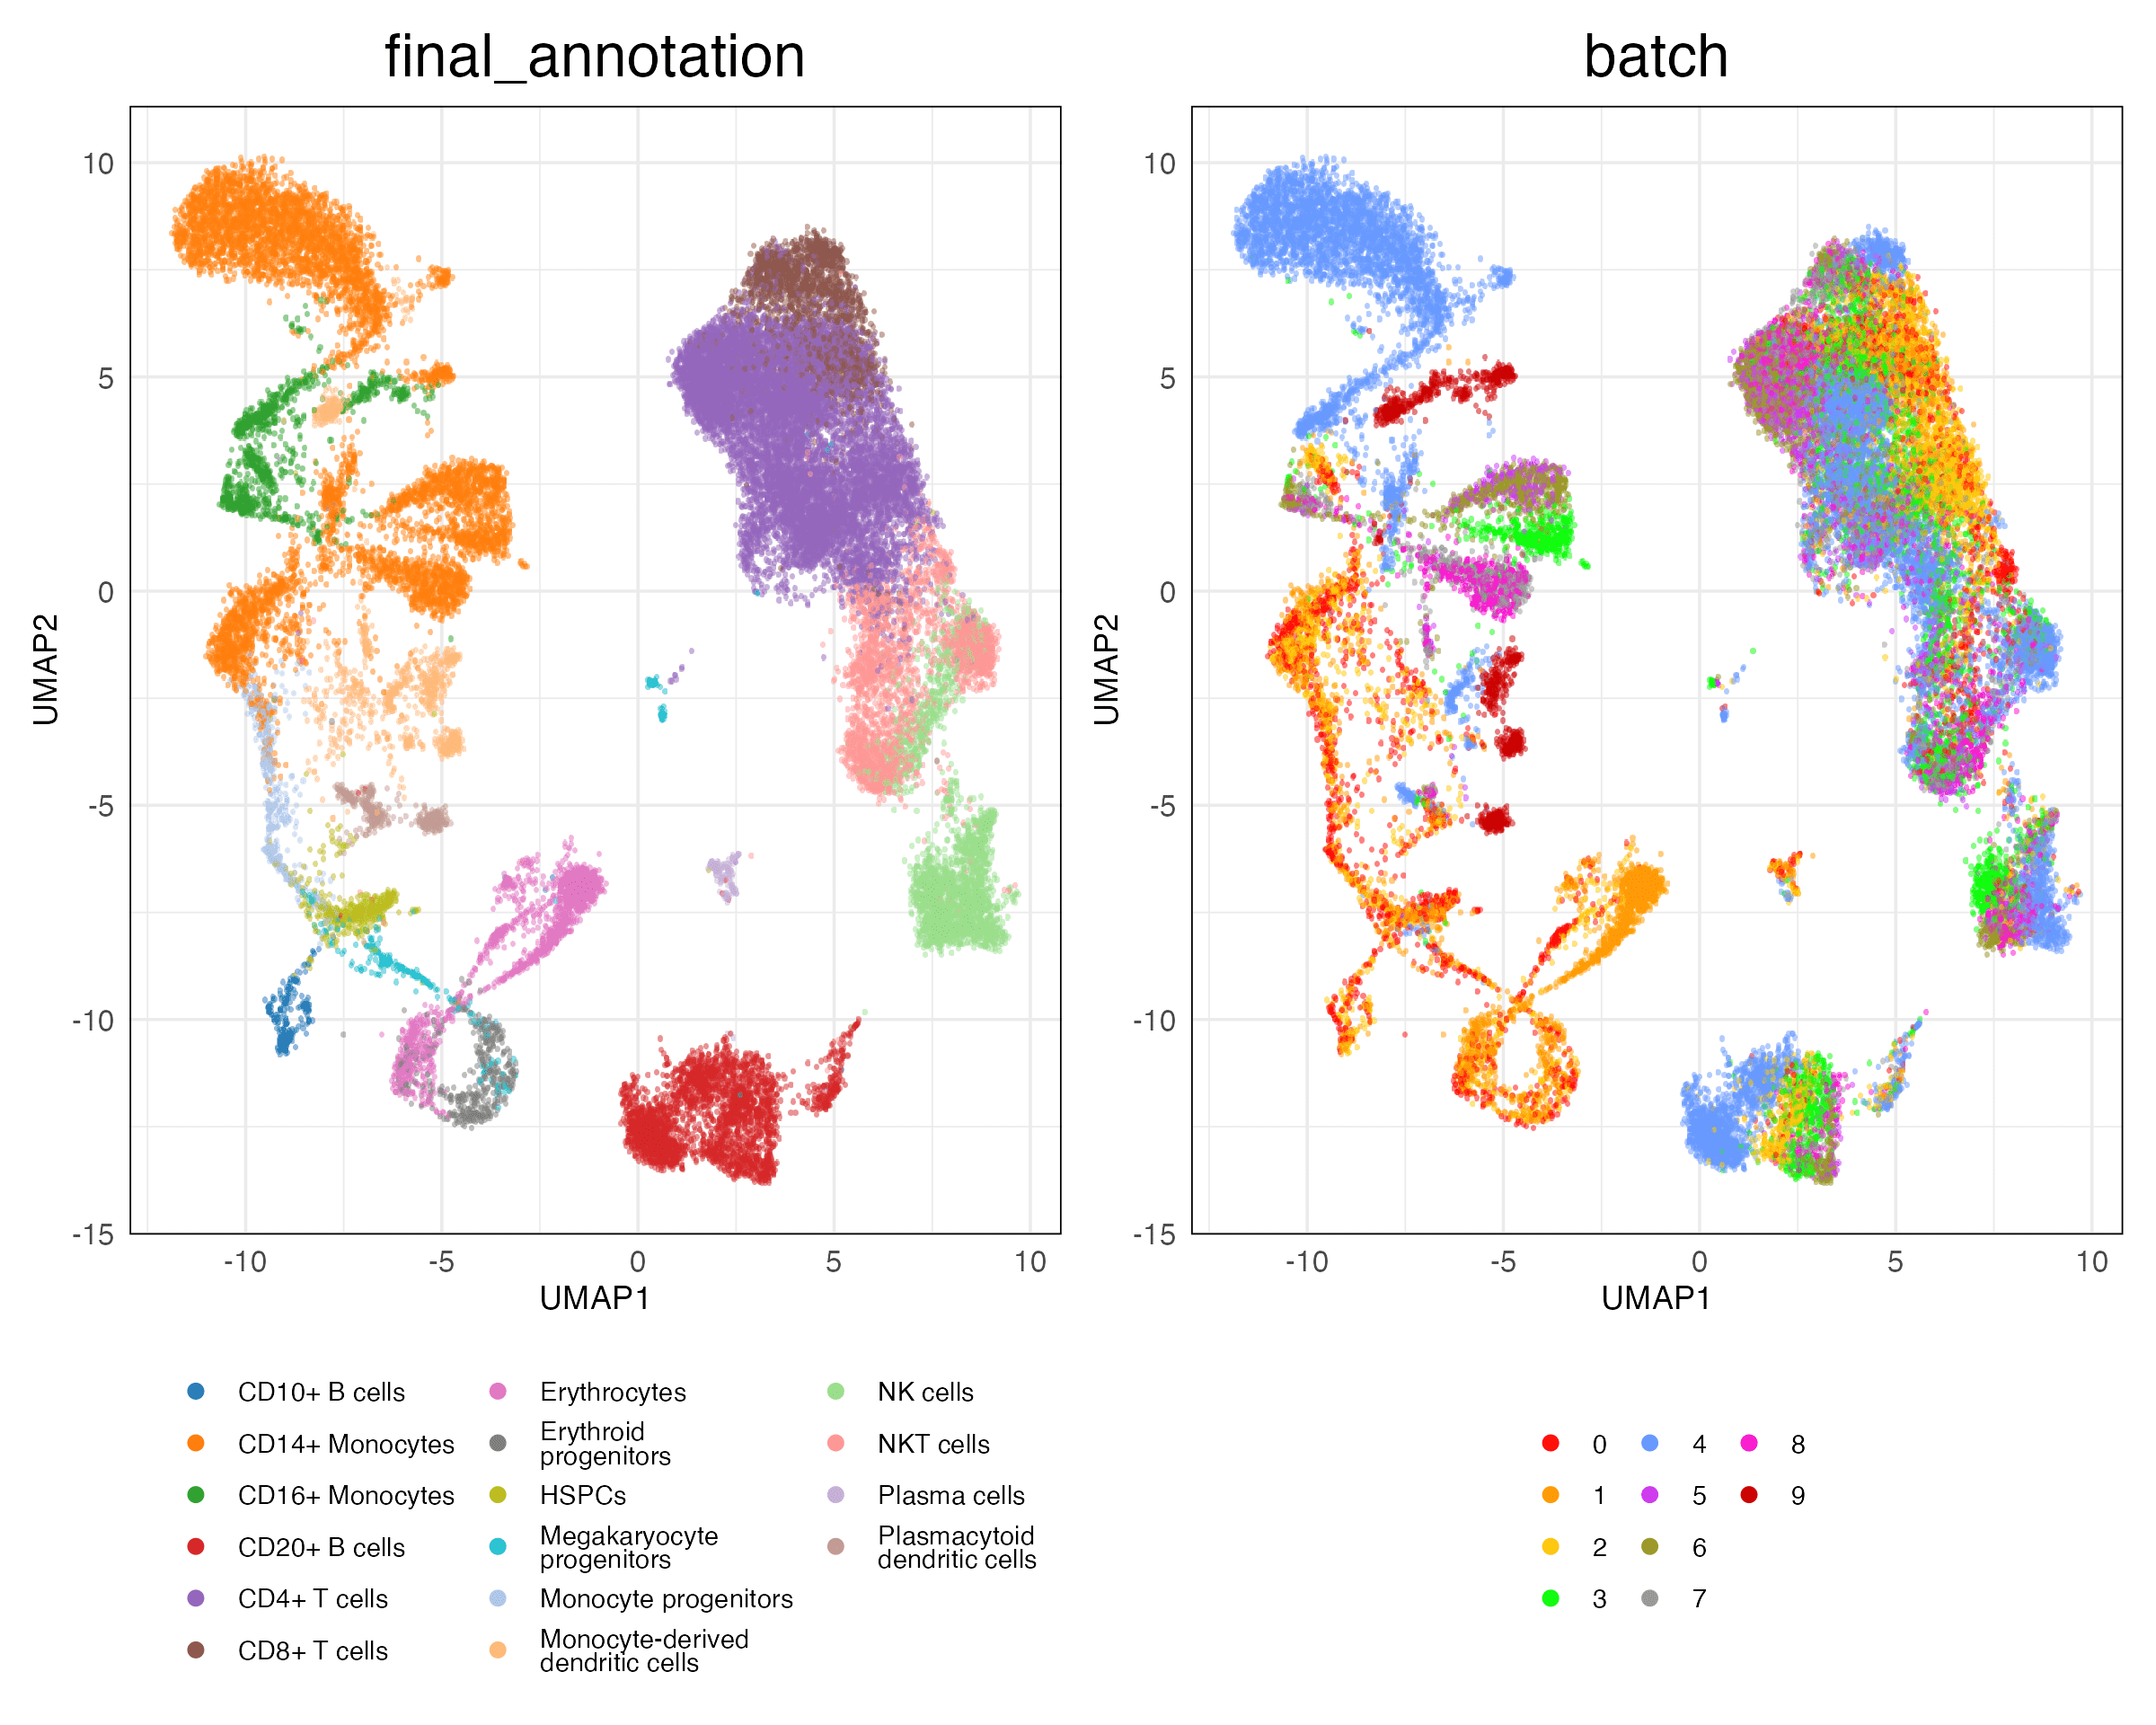 final_annotation
batch
10
5
0
-5
-10
-15
UMAP2
-10
-5
0
5
10
UMAP1
10
5
0
-5
-10
-15
UMAP2
-10
-5
0
5
10
UMAP1
CD10+ B cells
CD14+ Monocytes
CD16+ Monocytes
CD20+ B cells
CD4+ T cells
CD8+ T cells
Erythrocytes
Erythroid
progenitors
HSPCs
Megakaryocyte
progenitors
Monocyte progenitors
Monocyte-derived
dendritic cells
NK cells
NKT cells
Plasma cells
Plasmacytoid
dendritic cells
0
1
2
3
4
5
6
7
8
9